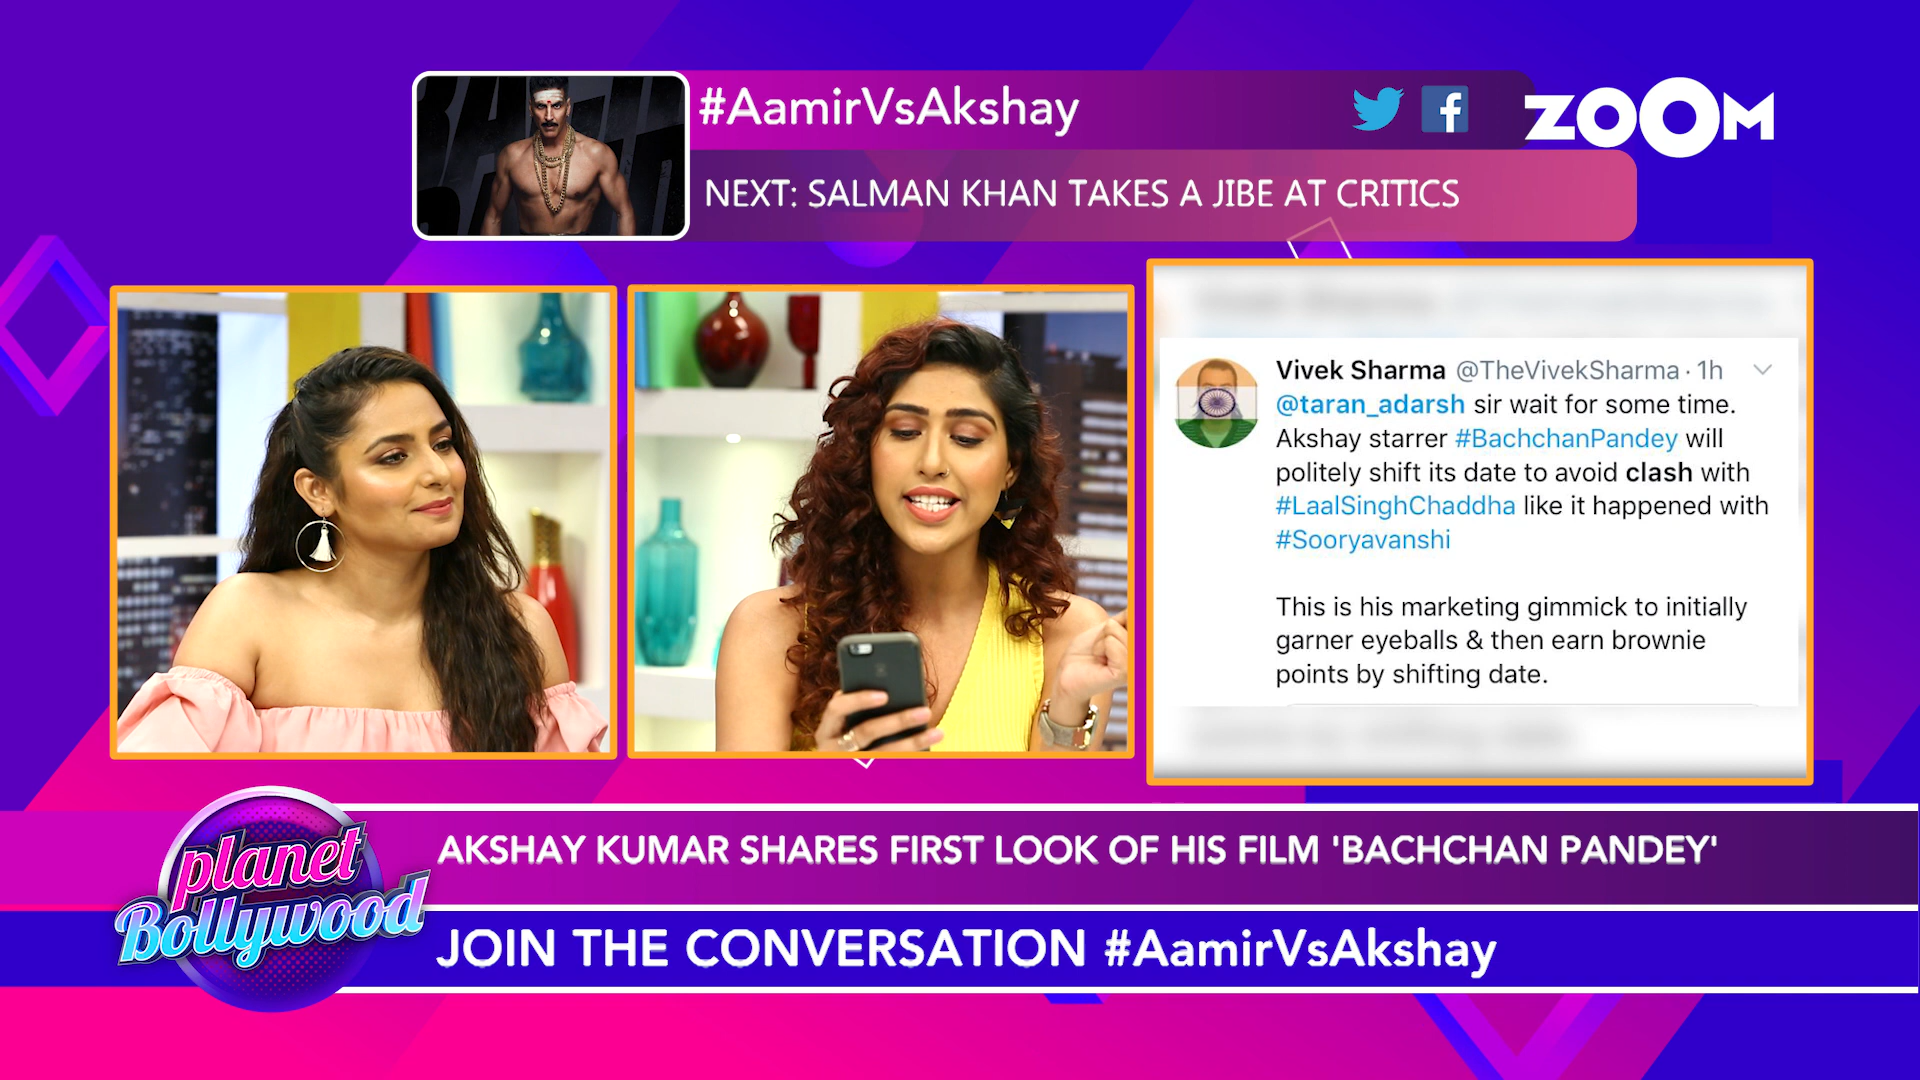 #AamirVsAkshay
f
ZOOM
NEXT: SALMAN KHAN TAKES A JIBE AT CRITICS
Vivek Sharma @TheVivekSharma · 1h
@taran_adarsh sir wait for some time.
Akshay starrer #BachchanPandey will
politely shift its date to avoid clash with
#LaalSinghChaddha like it happened with
#Sooryavanshi
This is his marketing gimmick to initially
garner eyeballs & then earn brownie
points by shifting date.
planet
Bollywood
AKSHAY KUMAR SHARES FIRST LOOK OF HIS FILM 'BACHCHAN PANDEY'
JOIN THE CONVERSATION #AamirVsAkshay